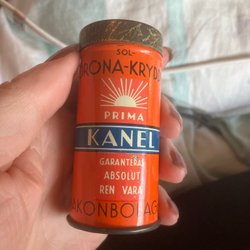 SOL-
RONA-KRYD
PRIMA
KANEL
GARANTERAS
ABSOLUT
REN VARA
AKONBOLAG